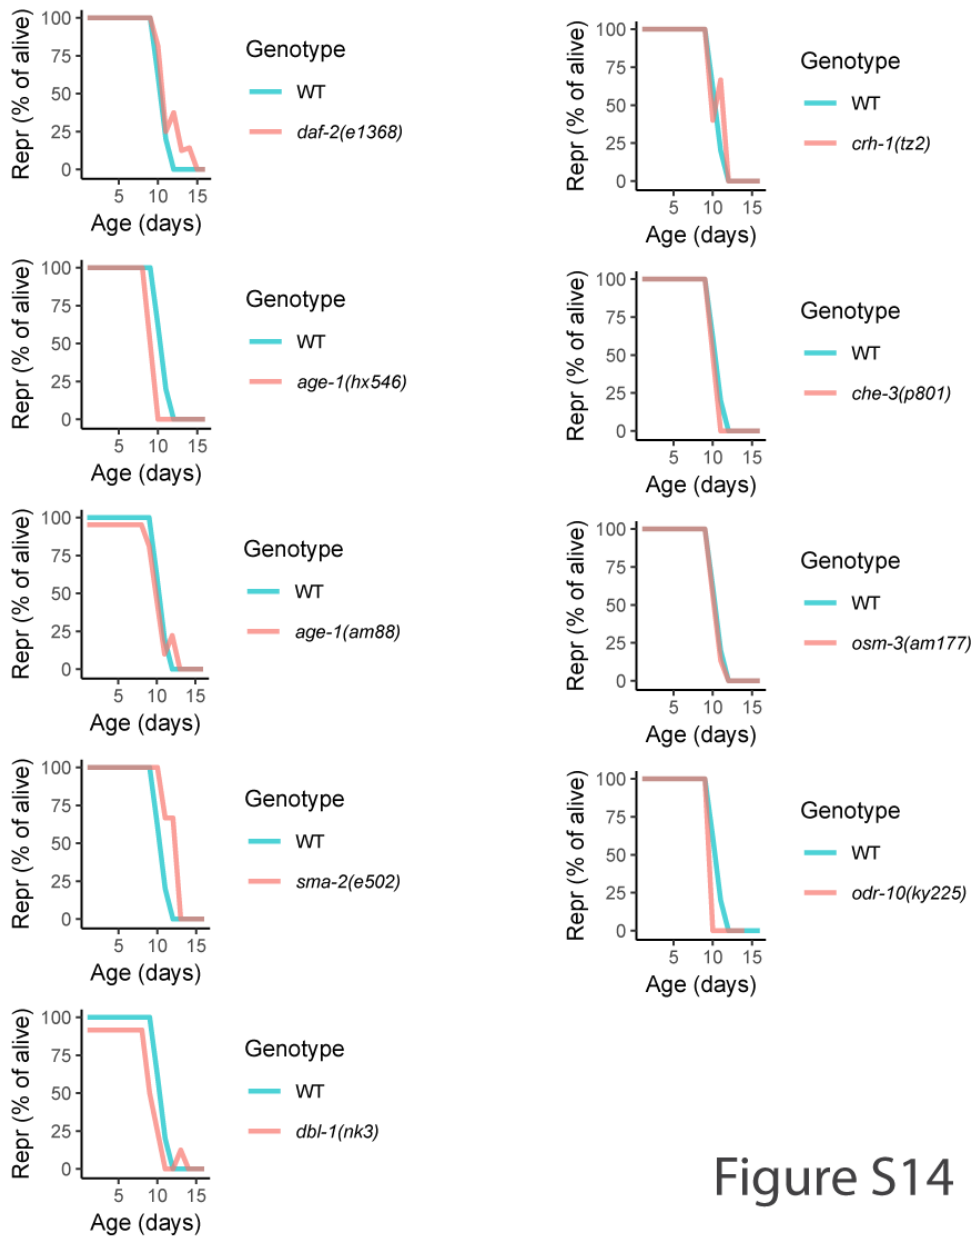 Repr (% of alive)
100
75
50
25
0
5 10 15
Age (days)
Genotype
WT
daf-2(e1368)
Repr (% of alive)
100
75
50
25
0
5 10 15
Age (days)
Genotype
WT
age-1(hx546)
Repr (% of alive)
100
75
50
25
0
5 10 15
Age (days)
Genotype
WT
age-1(am88)
Repr (% of alive)
100
75
50
25
0
5 10 15
Age (days)
Genotype
WT
sma-2(e502)
Repr (% of alive)
100
75
50
25
0
5 10 15
Age (days)
Genotype
WT
dbl-1(nk3)
Repr (% of alive)
100
75
50
25
0
5 10 15
Age (days)
Genotype
WT
crh-1(tz2)
Repr (% of alive)
100
75
50
25
0
5 10 15
Age (days)
Genotype
WT
che-3(p801)
Repr (% of alive)
100
75
50
25
0
5 10 15
Age (days)
Genotype
WT
osm-3(am177)
Repr (% of alive)
100
75
50
25
0
5 10 15
Age (days)
Genotype
WT
odr-10(ky225)
Figure S14